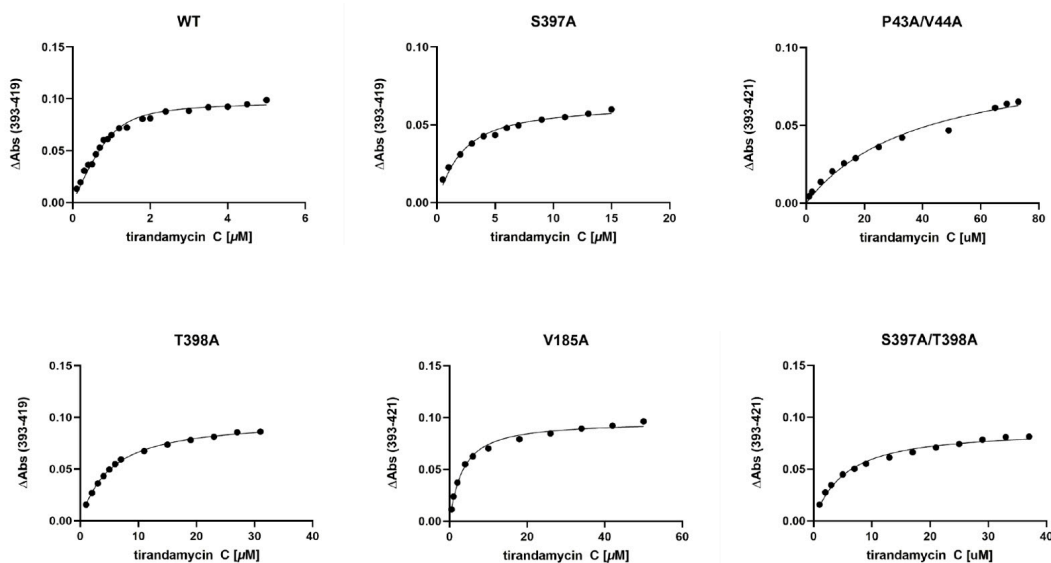 WT
0.15
0.10
0.05
0.00
0 2 4 6
ΔAbs (393-419)
tirandamycin C [µM]
S397A
0.10
0.05
0.00
0 5 10 15 20
ΔAbs (393-419)
tirandamycin C [µM]
P43A/V44A
0.10
0.05
0.00
0 20 40 60 80
ΔAbs (393-421)
tirandamycin C [uM]
T398A
0.15
0.10
0.05
0.00
0 10 20 30 40
ΔAbs (393-419)
tirandamycin C [µM]
V185A
0.15
0.10
0.05
0.00
0 20 40 60
ΔAbs (393-421)
tirandamycin C [µM]
S397A/T398A
0.15
0.10
0.05
0.00
0 10 20 30 40
ΔAbs (393-421)
tirandamycin C [uM]